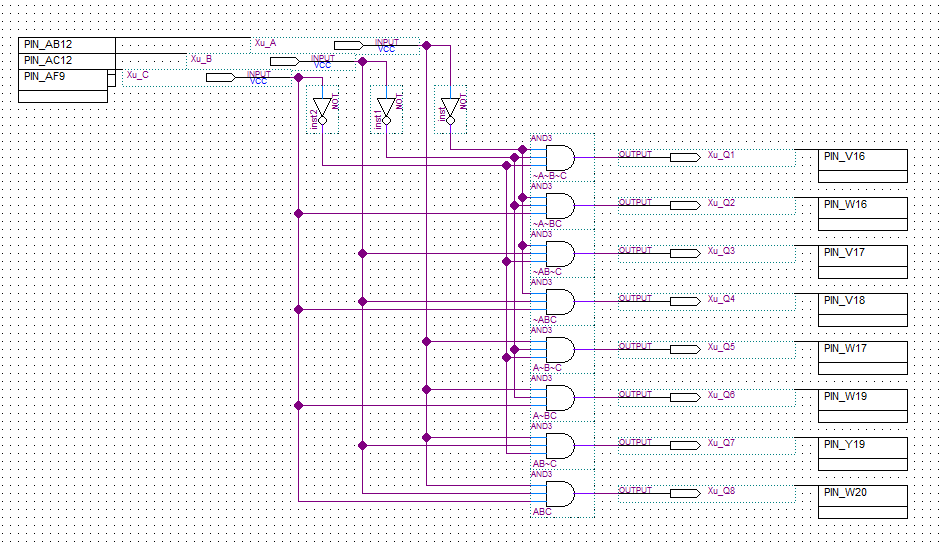 PIN_AB12
PIN_AC12
PIN_AF9
Xu_A
INPUT
VCC
Xu_B
INPUT
VCC
Xu_C
INPUT
VCC
inst2
NOT
inst1
NOT
inst
NOT
AND3
~A~B~C
OUTPUT
Xu_Q1
PIN_V16
AND3
~A~BC
OUTPUT
Xu_Q2
PIN_W16
AND3
~AB~C
OUTPUT
Xu_Q3
PIN_V17
AND3
~ABC
OUTPUT
Xu_Q4
PIN_V18
AND3
A~B~C
OUTPUT
Xu_Q5
PIN_W17
AND3
A~BC
OUTPUT
Xu_Q6
PIN_W19
AND3
AB~C
OUTPUT
Xu_Q7
PIN_Y19
AND3
ABC
OUTPUT
Xu_Q8
PIN_W20